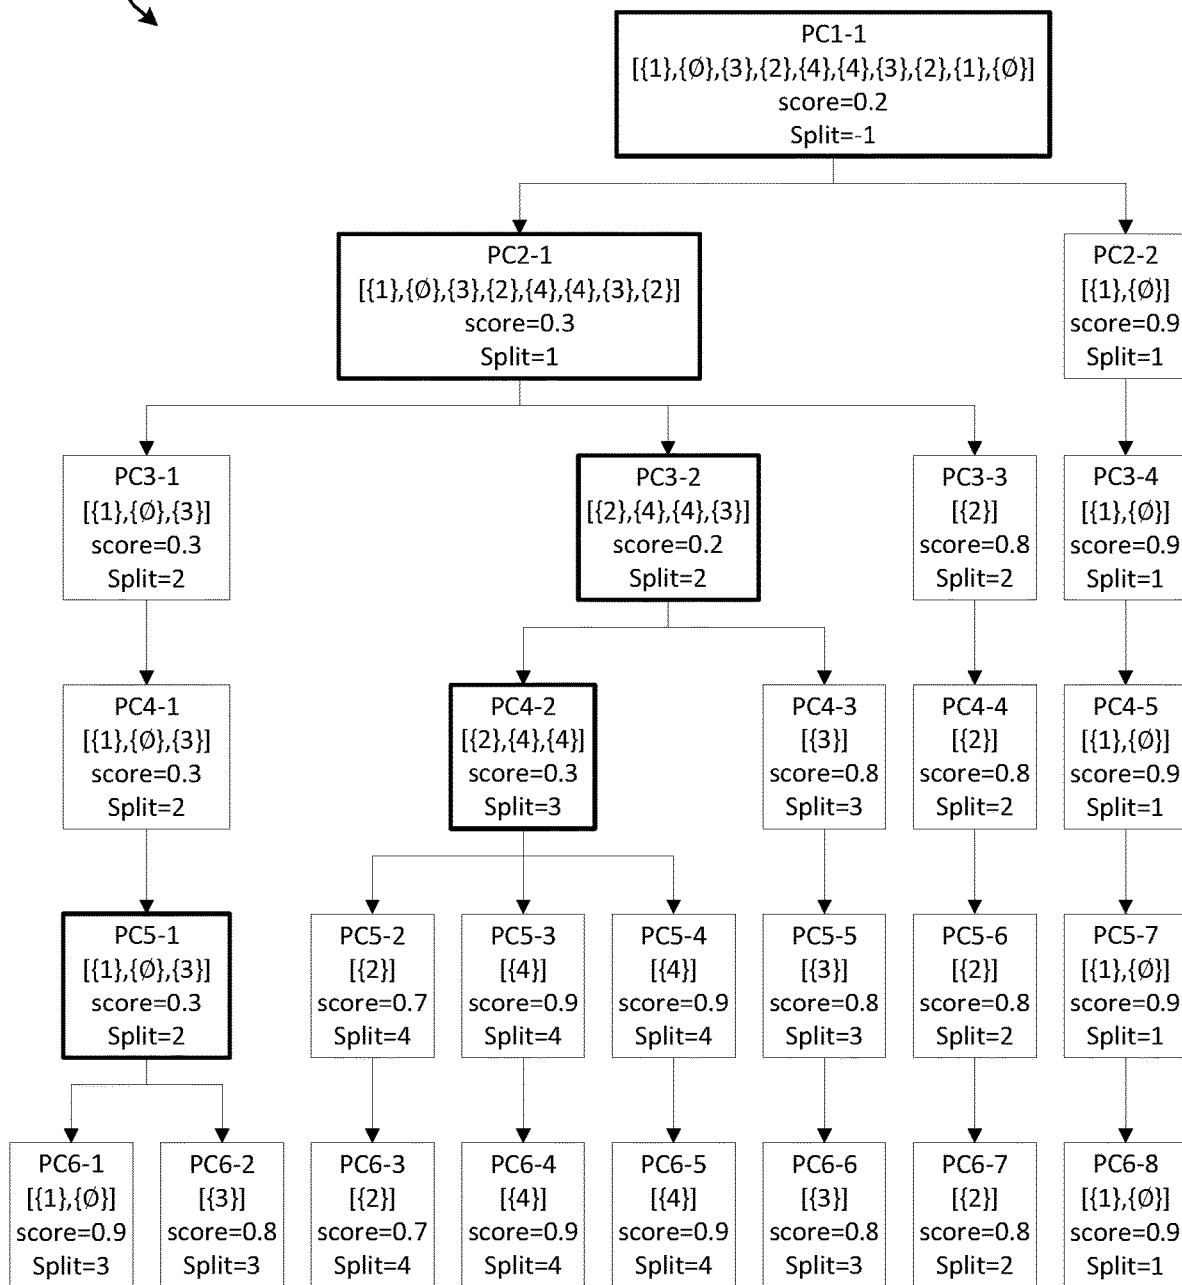 PC1-1
[{1},{Ø},{3},{2},{4},{4},{3},{2},{1},{Ø}]
score=0.2
Split=-1
PC2-1
[{1},{Ø},{3},{2},{4},{4},{3},{2}]
score=0.3
Split=1
PC2-2
[{1},{Ø}]
score=0.9
Split=1
PC3-1
[{1},{Ø},{3}]
score=0.3
Split=2
PC3-2
[{2},{4},{4},{3}]
score=0.2
Split=2
PC3-3
[{2}]
score=0.8
Split=2
PC3-4
[{1},{Ø}]
score=0.9
Split=1
PC4-1
[{1},{Ø},{3}]
score=0.3
Split=2
PC4-2
[{2},{4},{4}]
score=0.3
Split=3
PC4-3
[{3}]
score=0.8
Split=3
PC4-4
[{2}]
score=0.8
Split=2
PC4-5
[{1},{Ø}]
score=0.9
Split=1
PC5-1
[{1},{Ø},{3}]
score=0.3
Split=2
PC5-2
[{2}]
score=0.7
Split=4
PC5-3
[{4}]
score=0.9
Split=4
PC5-4
[{4}]
score=0.9
Split=4
PC5-5
[{3}]
score=0.8
Split=3
PC5-6
[{2}]
score=0.8
Split=2
PC5-7
[{1},{Ø}]
score=0.9
Split=1
PC6-1
[{1},{Ø}]
score=0.9
Split=3
PC6-2
[{3}]
score=0.8
Split=3
PC6-3
[{2}]
score=0.7
Split=4
PC6-4
[{4}]
score=0.9
Split=4
PC6-5
[{4}]
score=0.9
Split=4
PC6-6
[{3}]
score=0.8
Split=3
PC6-7
[{2}]
score=0.8
Split=2
PC6-8
[{1},{Ø}]
score=0.9
Split=1